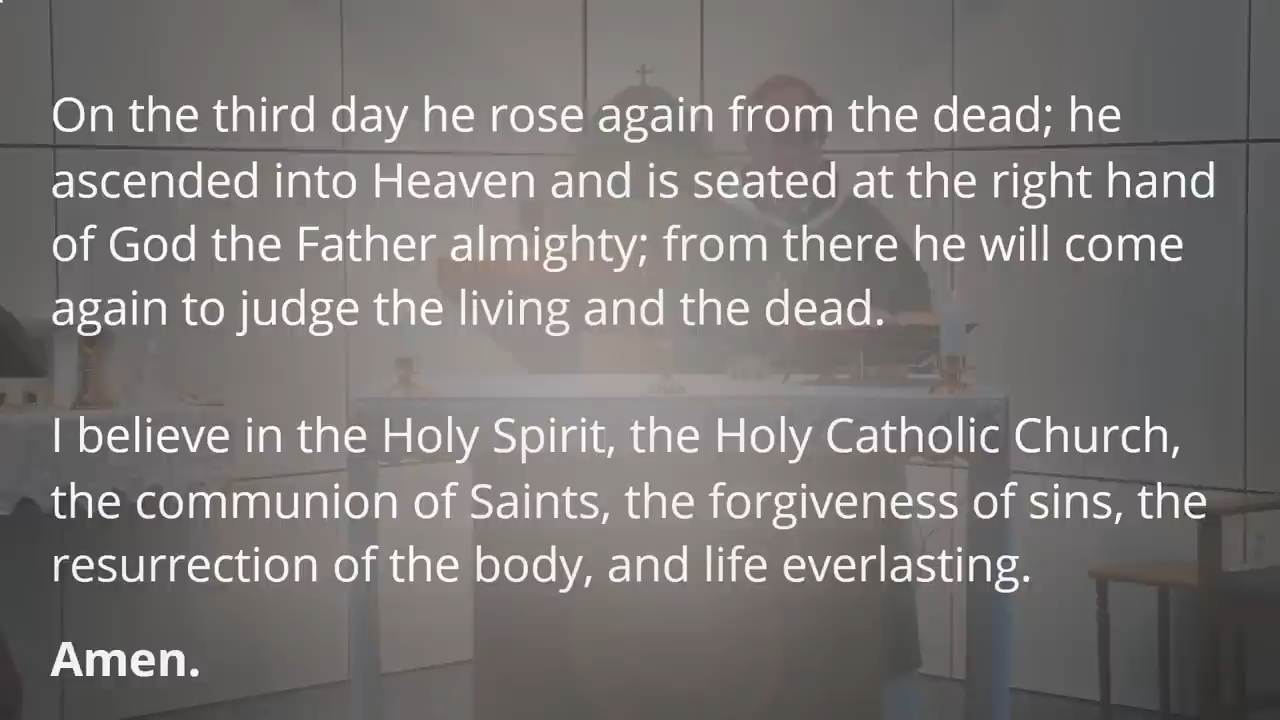 On the third day he rose again from the dead; he
ascended into Heaven and is seated at the right hand
of God the Father almighty; from there he will come
again to judge the living and the dead.
I believe in the Holy Spirit, the Holy Catholic Church,
the communion of Saints, the forgiveness of sins, the
resurrection of the body, and life everlasting.
Amen.